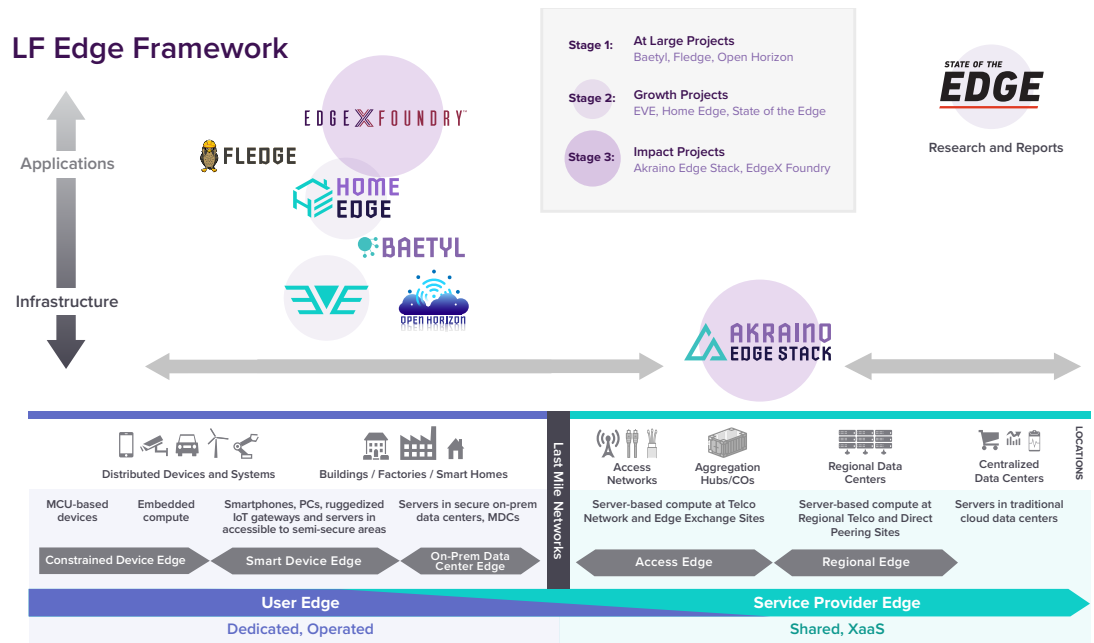 LF Edge Framework
Applications
Infrastructure
EDGE X FOUNDRY™
FLEDGE
HOME
EDGE
BAETYL
EVE
OPEN HORIZON
Stage 1:
At Large Projects
Baetyl, Fledge, Open Horizon
Stage 2:
Growth Projects
EVE, Home Edge, State of the Edge
Stage 3:
Impact Projects
Akraino Edge Stack, EdgeX Foundry
STATE OF THE
EDGE
Research and Reports
AKRAINO
EDGE STACK
Distributed Devices and Systems
Buildings / Factories / Smart Homes
Last Mile Networks
Access
Networks
Aggregation
Hubs/COs
Regional Data
Centers
Centralized
Data Centers
LOCATIONS
MCU-based
devices
Embedded
compute
Smartphones, PCs, ruggedized
IoT gateways and servers in
accessible to semi-secure areas
Servers in secure on-prem
data centers, MDCs
Server-based compute at Telco
Network and Edge Exchange Sites
Server-based compute at
Regional Telco and Direct
Peering Sites
Servers in traditional
cloud data centers
Constrained Device Edge
Smart Device Edge
On-Prem Data
Center Edge
Access Edge
Regional Edge
User Edge
Service Provider Edge
Dedicated, Operated
Shared, XaaS